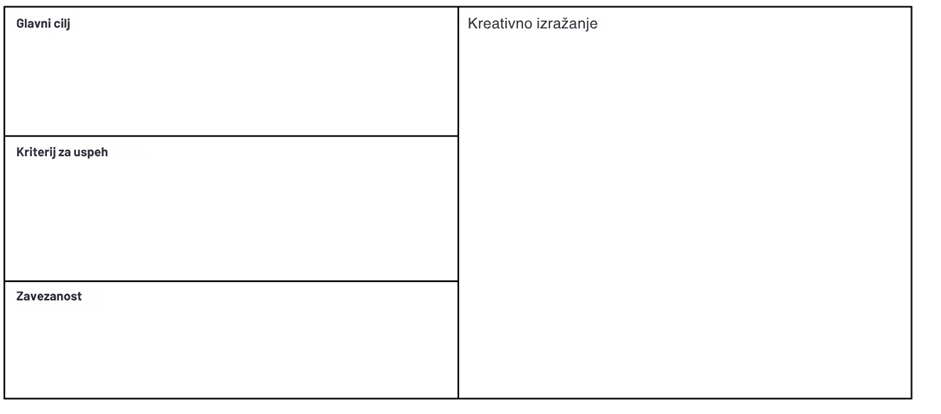 Glavni cilj
Kriterij za uspeh
Zavezanost
Kreativno izražanje